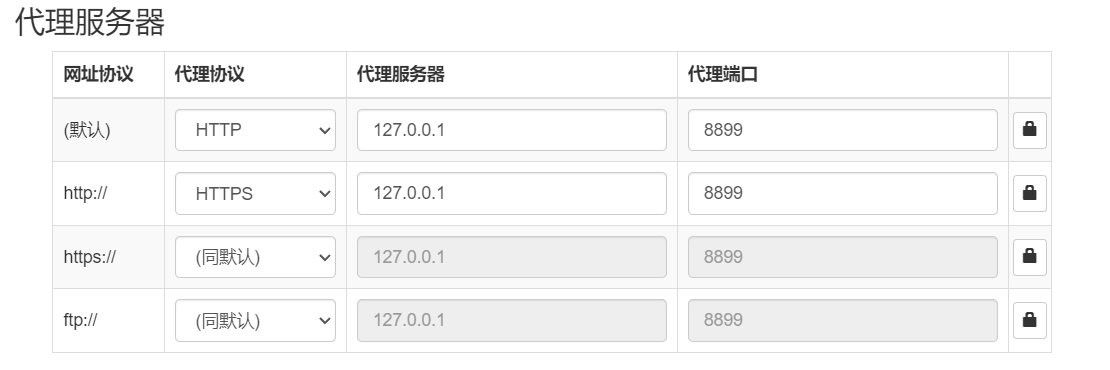 代理服务器
网址协议 代理协议 代理服务器 代理端口
(默认) HTTP 127.0.0.1 8899
http:// HTTPS 127.0.0.1 8899
https:// (同默认) 127.0.0.1 8899
ftp:// (同默认) 127.0.0.1 8899